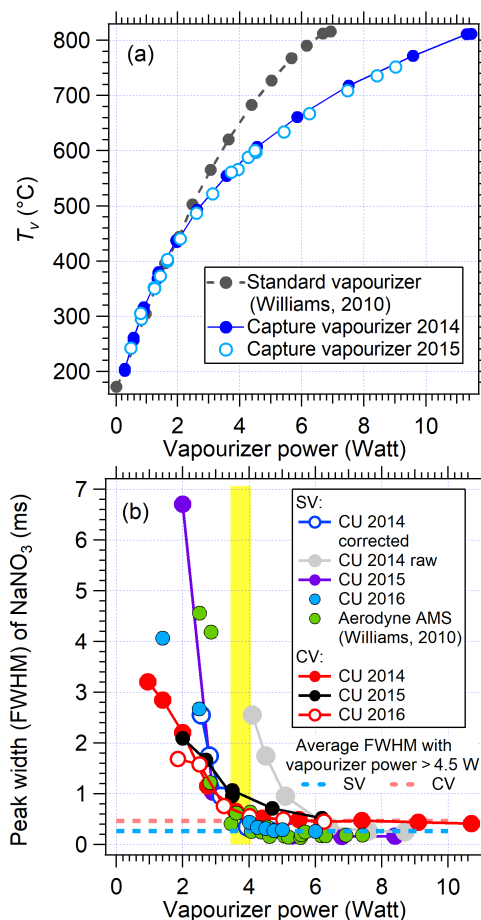 800
700
600
500
400
300
200
T_v (°C)
(a)
Standard vapourizer
(Williams, 2010)
Capture vapourizer 2014
Capture vapourizer 2015
0 2 4 6 8 10
Vapourizer power (Watt)
7
6
5
4
3
2
1
0
Peak width (FWHM) of NaNO₃ (ms)
(b)
SV:
CU 2014
corrected
CU 2014 raw
CU 2015
CU 2016
Aerodyne AMS
(Williams, 2010)
CV:
CU 2014
CU 2015
CU 2016
Average FWHM with
vapourizer power > 4.5 W
SV CV
0 2 4 6 8 10
Vapourizer power (Watt)